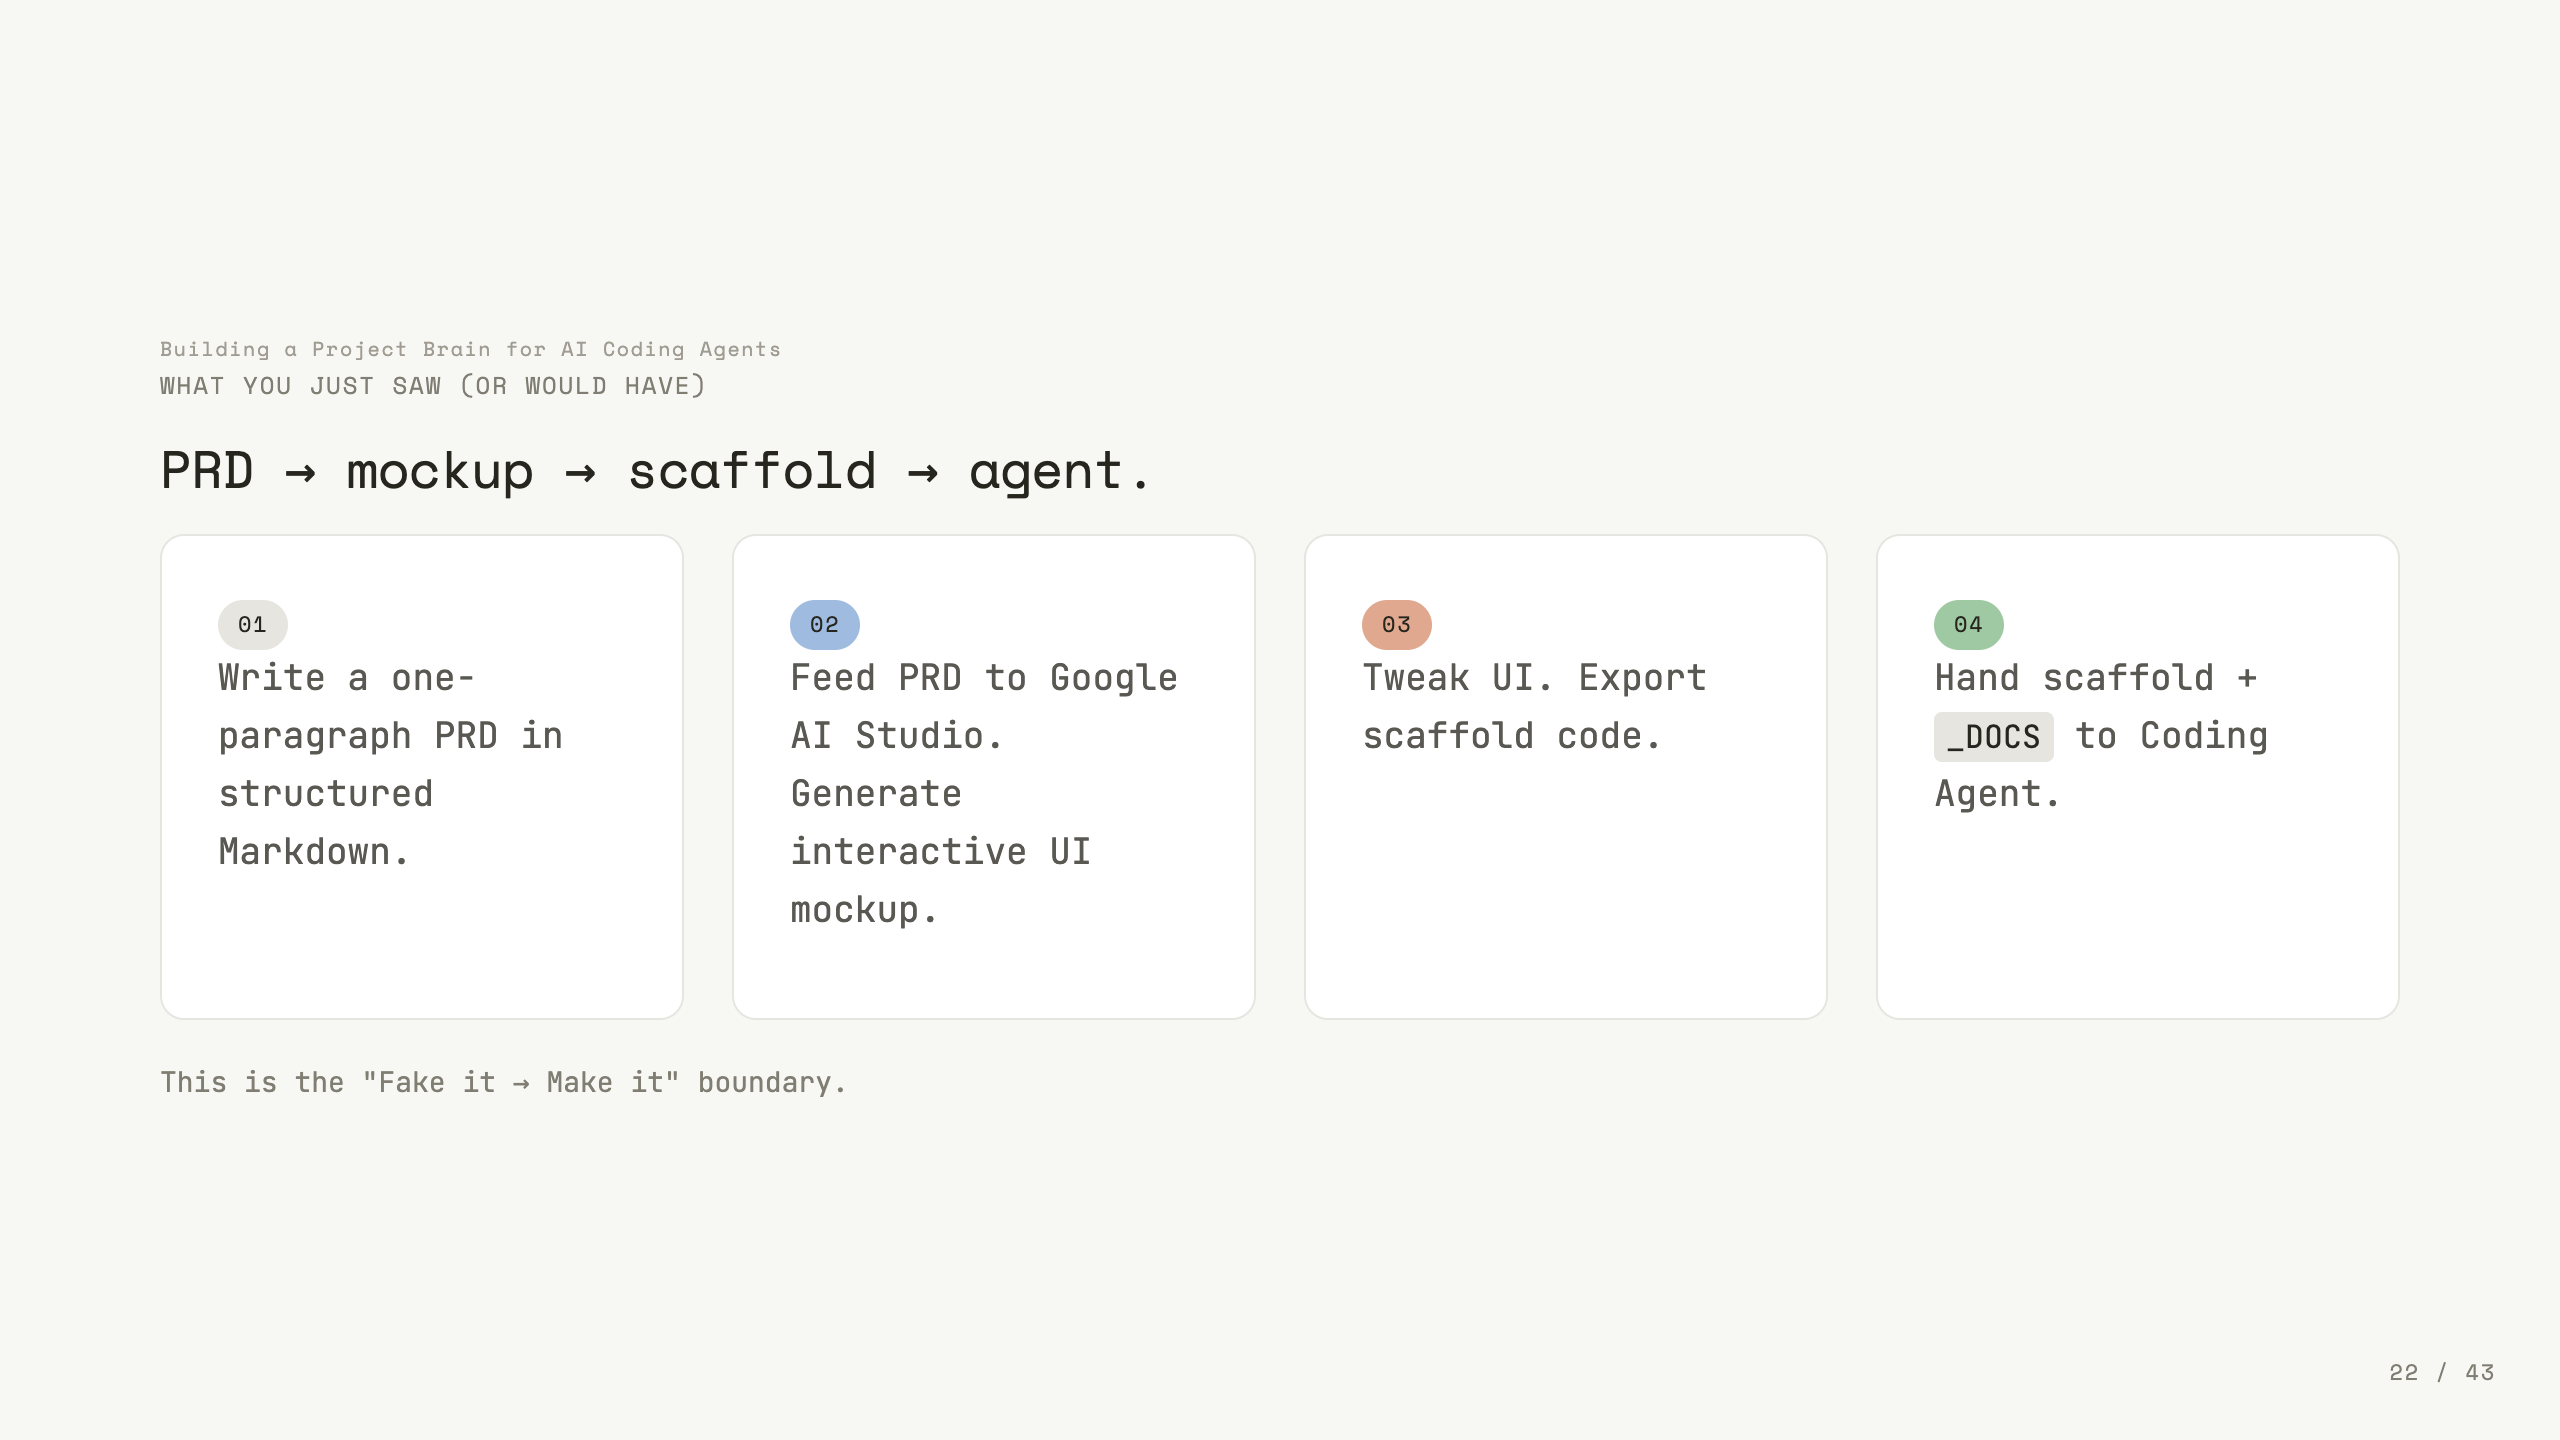 Building a Project Brain for AI Coding Agents
WHAT YOU JUST SAW (OR WOULD HAVE)
PRD → mockup → scaffold → agent.
01
Write a one-
paragraph PRD in
structured
Markdown.
02
Feed PRD to Google
AI Studio.
Generate
interactive UI
mockup.
03
Tweak UI. Export
scaffold code.
04
Hand scaffold +
_DOCS to Coding
Agent.
This is the "Fake it → Make it" boundary.
22 / 43